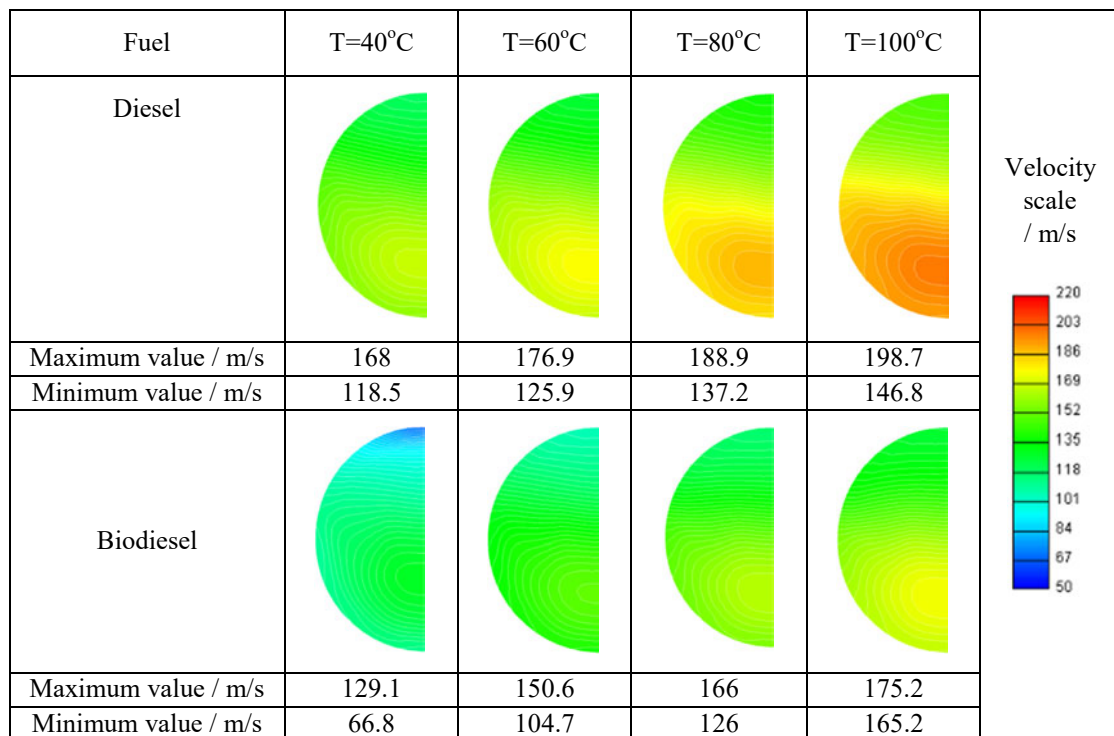 Fuel T=40°C T=60°C T=80°C T=100°C
Diesel
Velocity
scale
/ m/s
220
203
186
169
152
135
118
101
84
67
50
Maximum value / m/s 168 176.9 188.9 198.7
Minimum value / m/s 118.5 125.9 137.2 146.8
Biodiesel
Maximum value / m/s 129.1 150.6 166 175.2
Minimum value / m/s 66.8 104.7 126 165.2